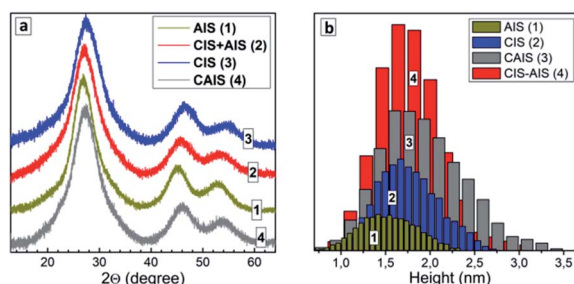 a
AIS (1)
CIS+AIS (2)
CIS (3)
CAIS (4)
3
2
1
4
20 30 40 50 60
2Θ (degree)
b
AIS (1)
CIS (2)
CAIS (3)
CIS-AIS (4)
4
3
2
1
1,0 1,5 2,0 2,5 3,0 3,5
Height (nm)